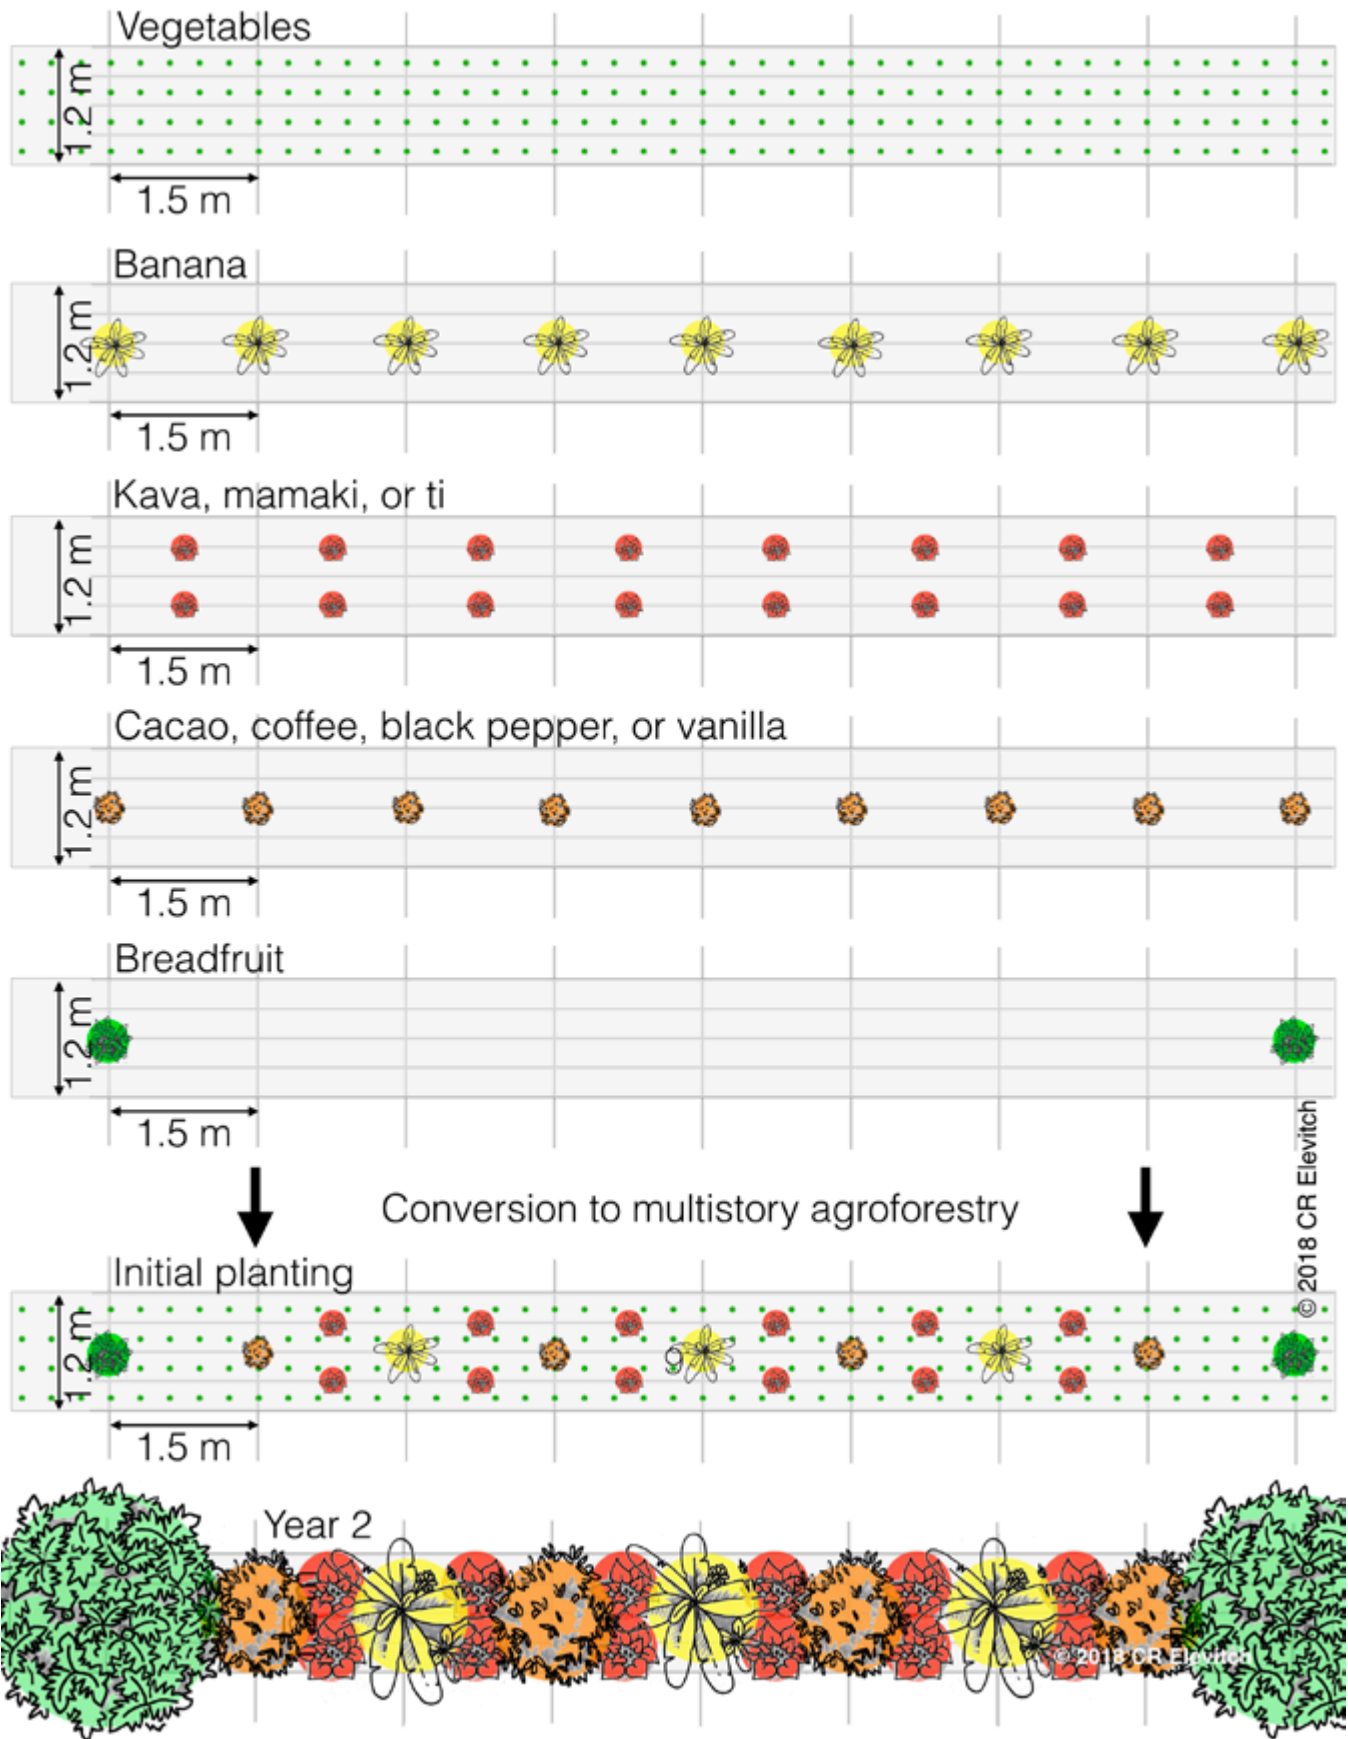 Vegetables
1.2 m
1.5 m
Banana
1.2 m
1.5 m
Kava, mamaki, or ti
1.2 m
1.5 m
Cacao, coffee, black pepper, or vanilla
1.2 m
1.5 m
Breadfruit
1.2 m
1.5 m
© 2018 CR Elevitch
Conversion to multistory agroforestry
Initial planting
1.2 m
9
1.5 m
Year 2
© 2018 CR Elevitch